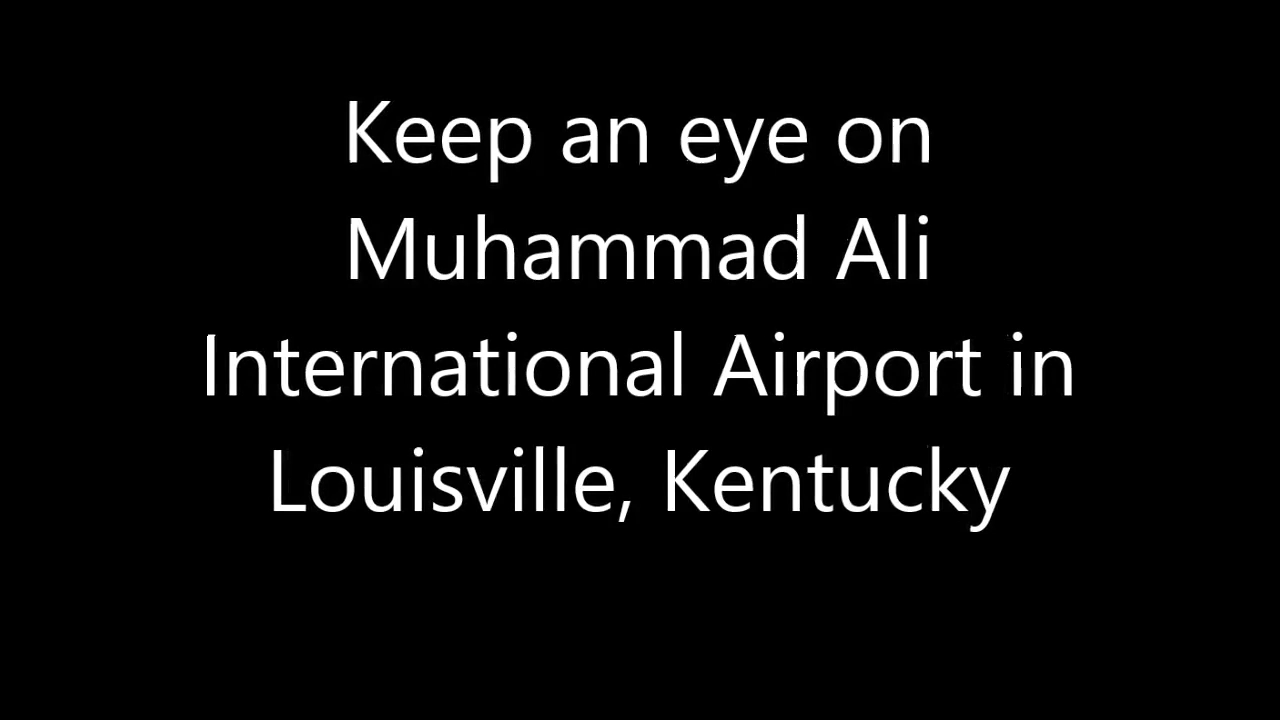 Keep an eye on
Muhammad Ali
International Airport in
Louisville, Kentucky